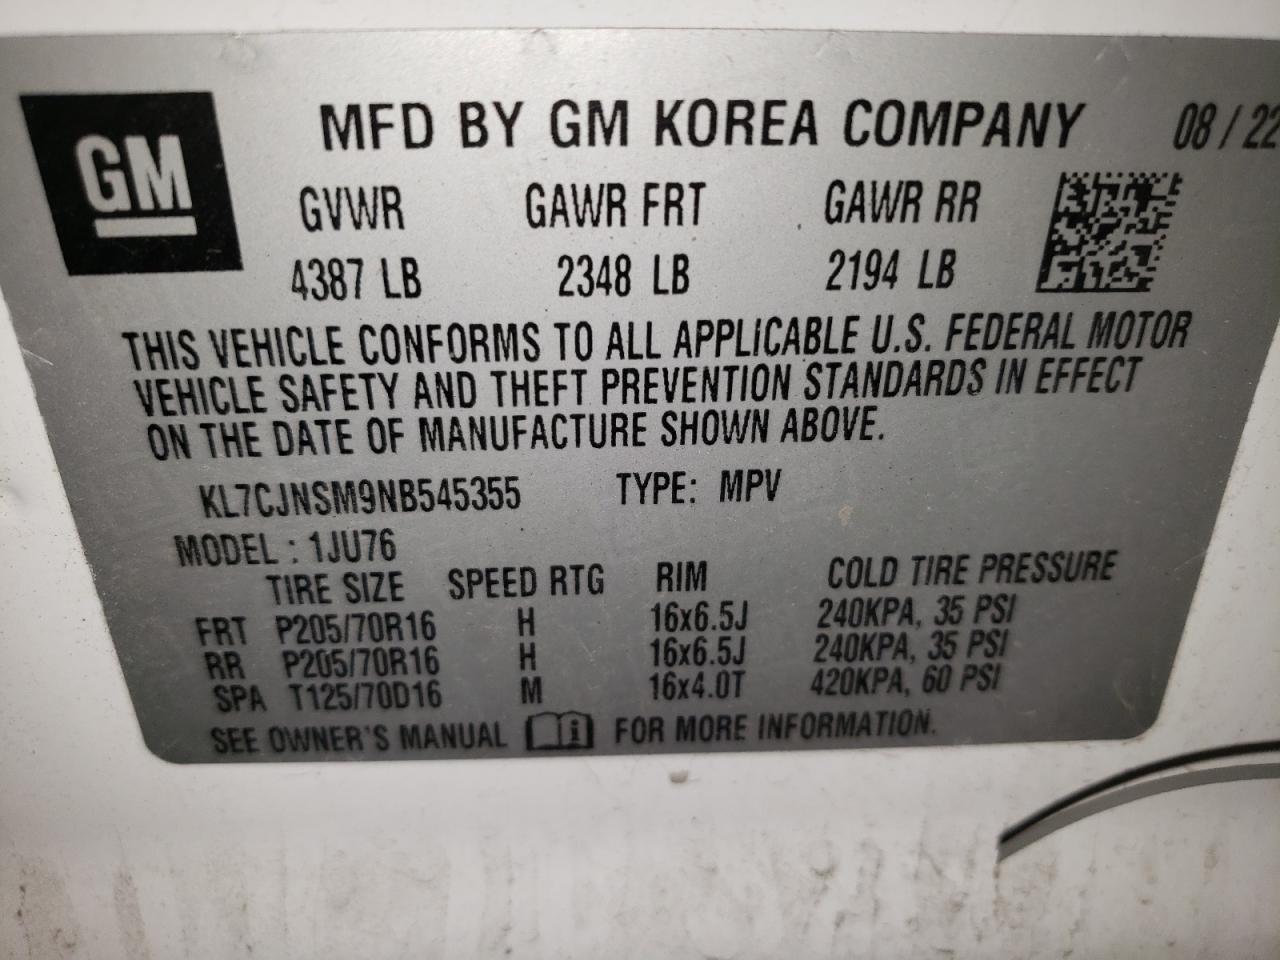 GM
MFD BY GM KOREA COMPANY 08/22
GVWR GAWR FRT GAWR RR
4387 LB 2348 LB 2194 LB
THIS VEHICLE CONFORMS TO ALL APPLICABLE U.S. FEDERAL MOTOR
VEHICLE SAFETY AND THEFT PREVENTION STANDARDS IN EFFECT
ON THE DATE OF MANUFACTURE SHOWN ABOVE.
KL7CJNSM9NB545355 TYPE: MPV
MODEL : 1JU76
TIRE SIZE SPEED RTG RIM COLD TIRE PRESSURE
FRT P205/70R16 H 16x6.5J 240KPA, 35 PSI
RR P205/70R16 H 16x6.5J 240KPA, 35 PSI
SPA T125/70D16 M 16x4.0T 420KPA, 60 PSI
SEE OWNER'S MANUAL i FOR MORE INFORMATION.